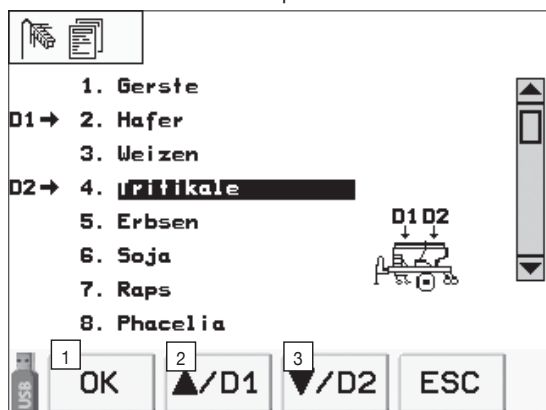 1. Gerste
D1→ 2. Hafer
3. Weizen
D2→ 4. Tritikale
5. Erbsen
D1 D2
6. Soja
7. Raps
8. Phacelia
1 2 3
USB OK ▲/D1 ▼/D2 ESC